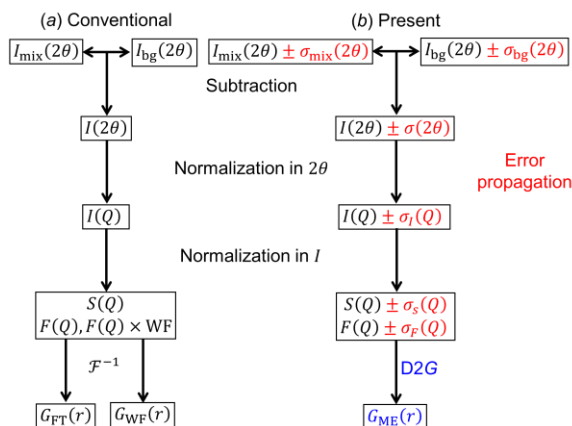 (a) Conventional
(b) Present
I_mix(2θ)
I_bg(2θ)
I_mix(2θ) ± σ_mix(2θ)
I_bg(2θ) ± σ_bg(2θ)
Subtraction
I(2θ)
I(2θ) ± σ(2θ)
Normalization in 2θ
Error
propagation
I(Q)
I(Q) ± σ_I(Q)
Normalization in I
S(Q)
F(Q), F(Q) × WF
S(Q) ± σ_S(Q)
F(Q) ± σ_F(Q)
ℱ⁻¹
D2G
G_FT(r)
G_WF(r)
G_ME(r)